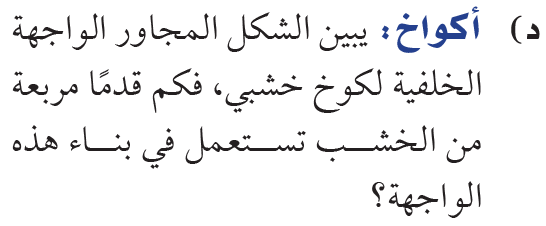 د) أكواخ: يبين الشكل المجاور الواجهة
الخلفية لكوخ خشبي، فكم قدمًا مربعة
من الخشب تستعمل في بناء هذه
الواجهة؟